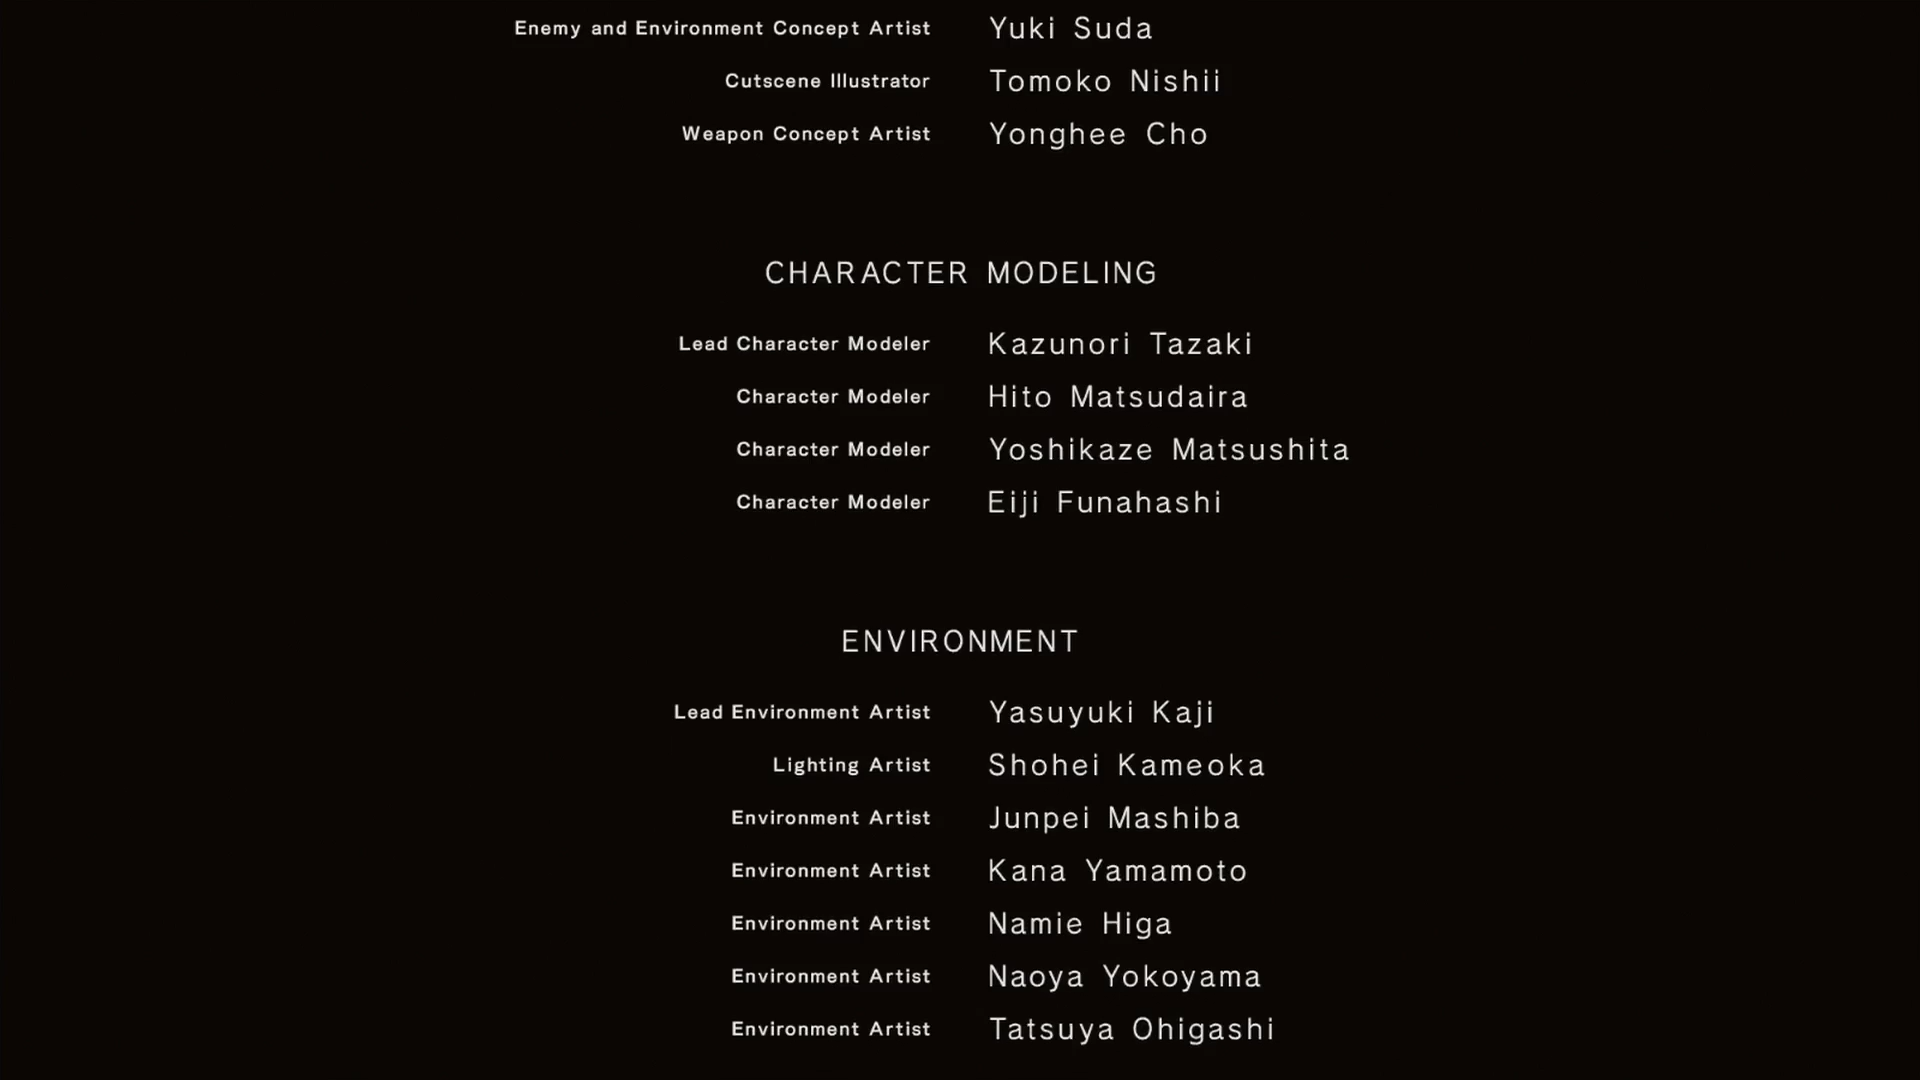 Enemy and Environment Concept Artist Yuki Suda
Cutscene Illustrator Tomoko Nishii
Weapon Concept Artist Yonghee Cho
CHARACTER MODELING
Lead Character Modeler Kazunori Tazaki
Character Modeler Hito Matsudaira
Character Modeler Yoshikaze Matsushita
Character Modeler Eiji Funahashi
ENVIRONMENT
Lead Environment Artist Yasuyuki Kaji
Lighting Artist Shohei Kameoka
Environment Artist Junpei Mashiba
Environment Artist Kana Yamamoto
Environment Artist Namie Higa
Environment Artist Naoya Yokoyama
Environment Artist Tatsuya Ohigashi